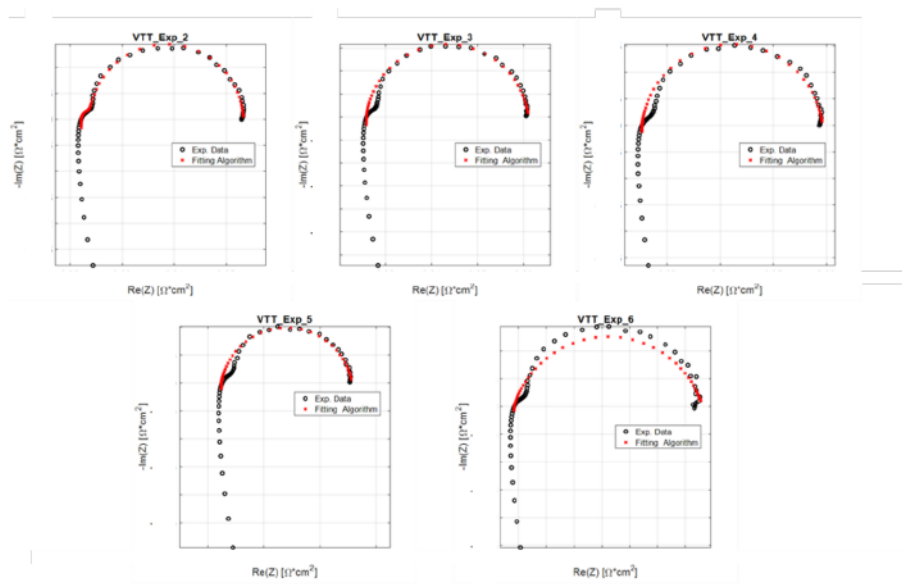 VTT_Exp_2
-Im(Z) [Ω*cm²]
Exp. Data
Fitting Algorithm
Re(Z) [Ω*cm²]
VTT_Exp_3
-Im(Z) [Ω*cm²]
Exp. Data
Fitting Algorithm
Re(Z) [Ω*cm²]
VTT_Exp_4
-Im(Z) [Ω*cm²]
Exp. Data
Fitting Algorithm
Re(Z) [Ω*cm²]
VTT_Exp_5
-Im(Z) [Ω*cm²]
Exp. Data
Fitting Algorithm
Re(Z) [Ω*cm²]
VTT_Exp_6
-Im(Z) [Ω*cm²]
Exp. Data
Fitting Algorithm
Re(Z) [Ω*cm²]